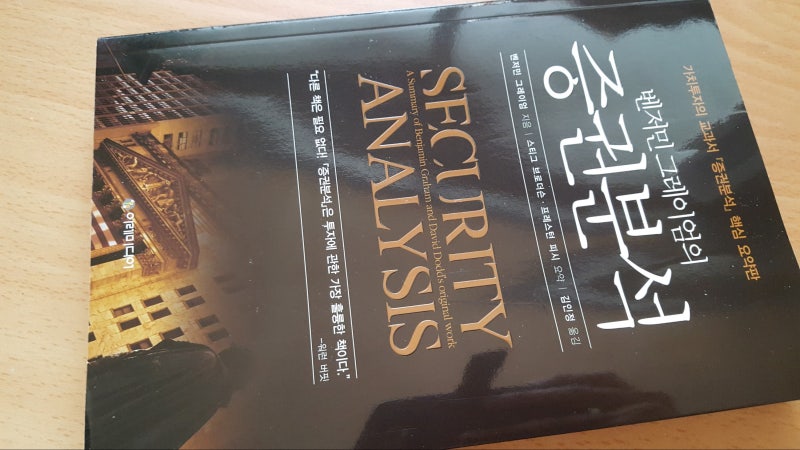 가치투자의 교과서 「증권분석」 핵심 요약판
벤저민 그레이엄의
증권분석
벤저민 그레이엄 지음 | 스티그 브로더슨 · 프레스턴 피시 요약 | 김인정 옮김
SECURITY
A Summary of Benjamin Graham and David Dodd's original work
ANALYSIS
"다른 책은 필요 없다! 「증권분석」은 투자에 관한 가장 훌륭한 책이다."
-워런 버핏
이레미디어